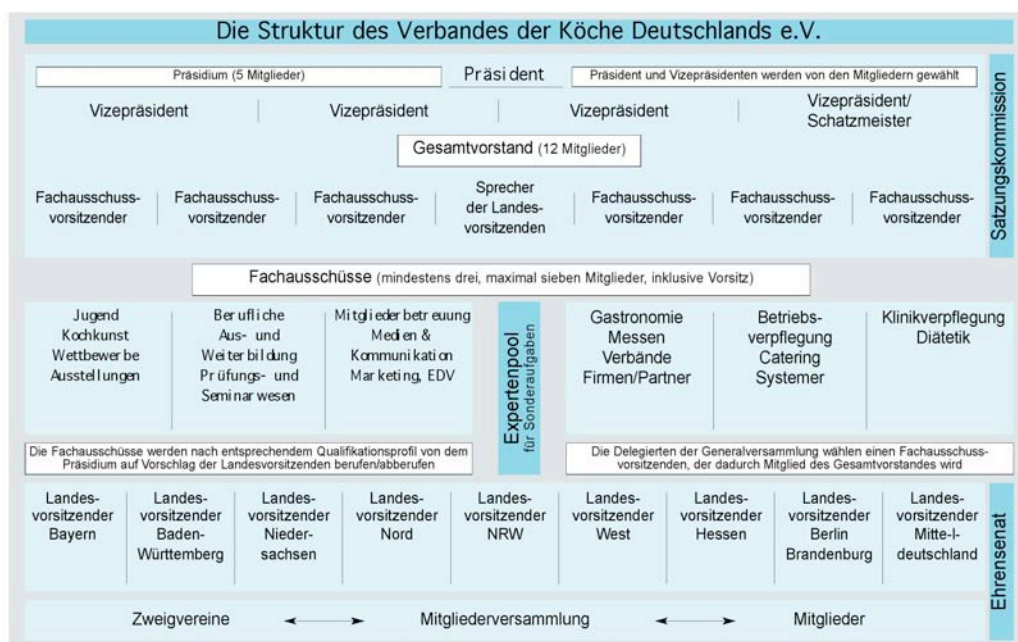 Die Struktur des Verbandes der Köche Deutschlands e.V.
Präsidium (5 Mitglieder)
Präsident
Präsident und Vizepräsidenten werden von den Mitgliedern gewählt
Vizepräsident
Vizepräsident
Vizepräsident
Vizepräsident/
Schatzmeister
Gesamtvorstand (12 Mitglieder)
Fachausschuss-
vorsitzender
Fachausschuss-
vorsitzender
Fachausschuss-
vorsitzender
Sprecher
der Landes-
vorsitzenden
Fachausschuss-
vorsitzender
Fachausschuss-
vorsitzender
Fachausschuss-
vorsitzender
Satzungskommission
Fachausschüsse (mindestens drei, maximal sieben Mitglieder, inklusive Vorsitz)
Jugend
Kochkunst
Wettbewerbe
Ausstellungen
Berufliche
Aus- und
Weiterbildung
Prüfungs- und
Seminarwesen
Mitgliederbetreuung
Medien &
Kommunikation
Marketing, EDV
Expertenpool
für Sonderaufgaben
Gastronomie
Messen
Verbände
Firmen/Partner
Betriebs-
verpflegung
Catering
Systemer
Klinikverpflegung
Diätetik
Die Fachausschüsse werden nach entsprechendem Qualifikationsprofil von dem
Präsidium auf Vorschlag der Landesvorsitzenden berufen/abberufen
Die Delegierten der Generalversammlung wählen einen Fachausschuss-
vorsitzenden, der dadurch Mitglied des Gesamtvorstandes wird
Landes-
vorsitzender
Bayern
Landes-
vorsitzender
Baden-
Württemberg
Landes-
vorsitzender
Nieder-
sachsen
Landes-
vorsitzender
Nord
Landes-
vorsitzender
NRW
Landes-
vorsitzender
West
Landes-
vorsitzender
Hessen
Landes-
vorsitzender
Berlin
Brandenburg
Landes-
vorsitzender
Mitte-l
deutschland
Ehrensenat
Zweigvereine
Mitgliederversammlung
Mitglieder